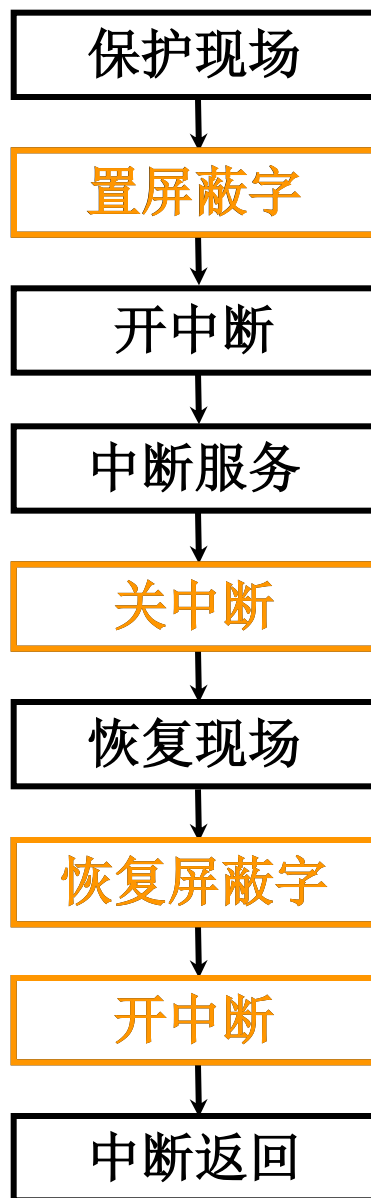 保护现场
置屏蔽字
开中断
中断服务
关中断
恢复现场
恢复屏蔽字
开中断
中断返回